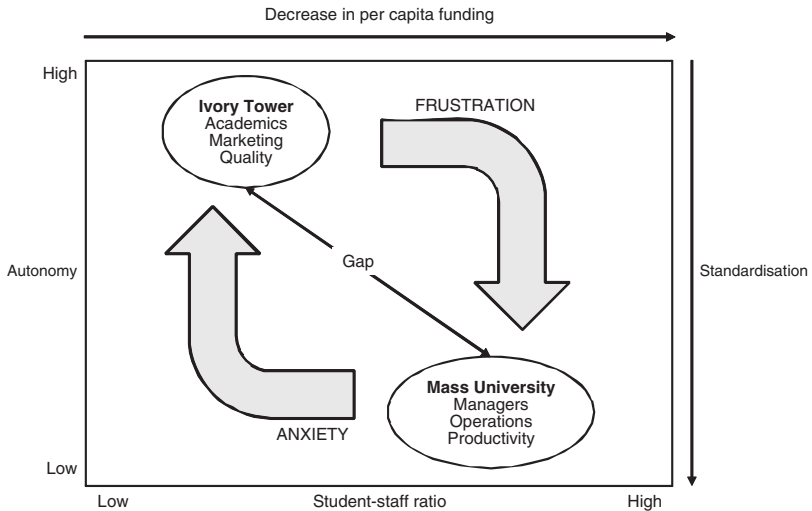 Decrease in per capita funding
High
Ivory Tower
Academics
Marketing
Quality
FRUSTRATION
Autonomy
Gap
Standardisation
Mass University
Managers
Operations
Productivity
ANXIETY
Low
Low
Student-staff ratio
High